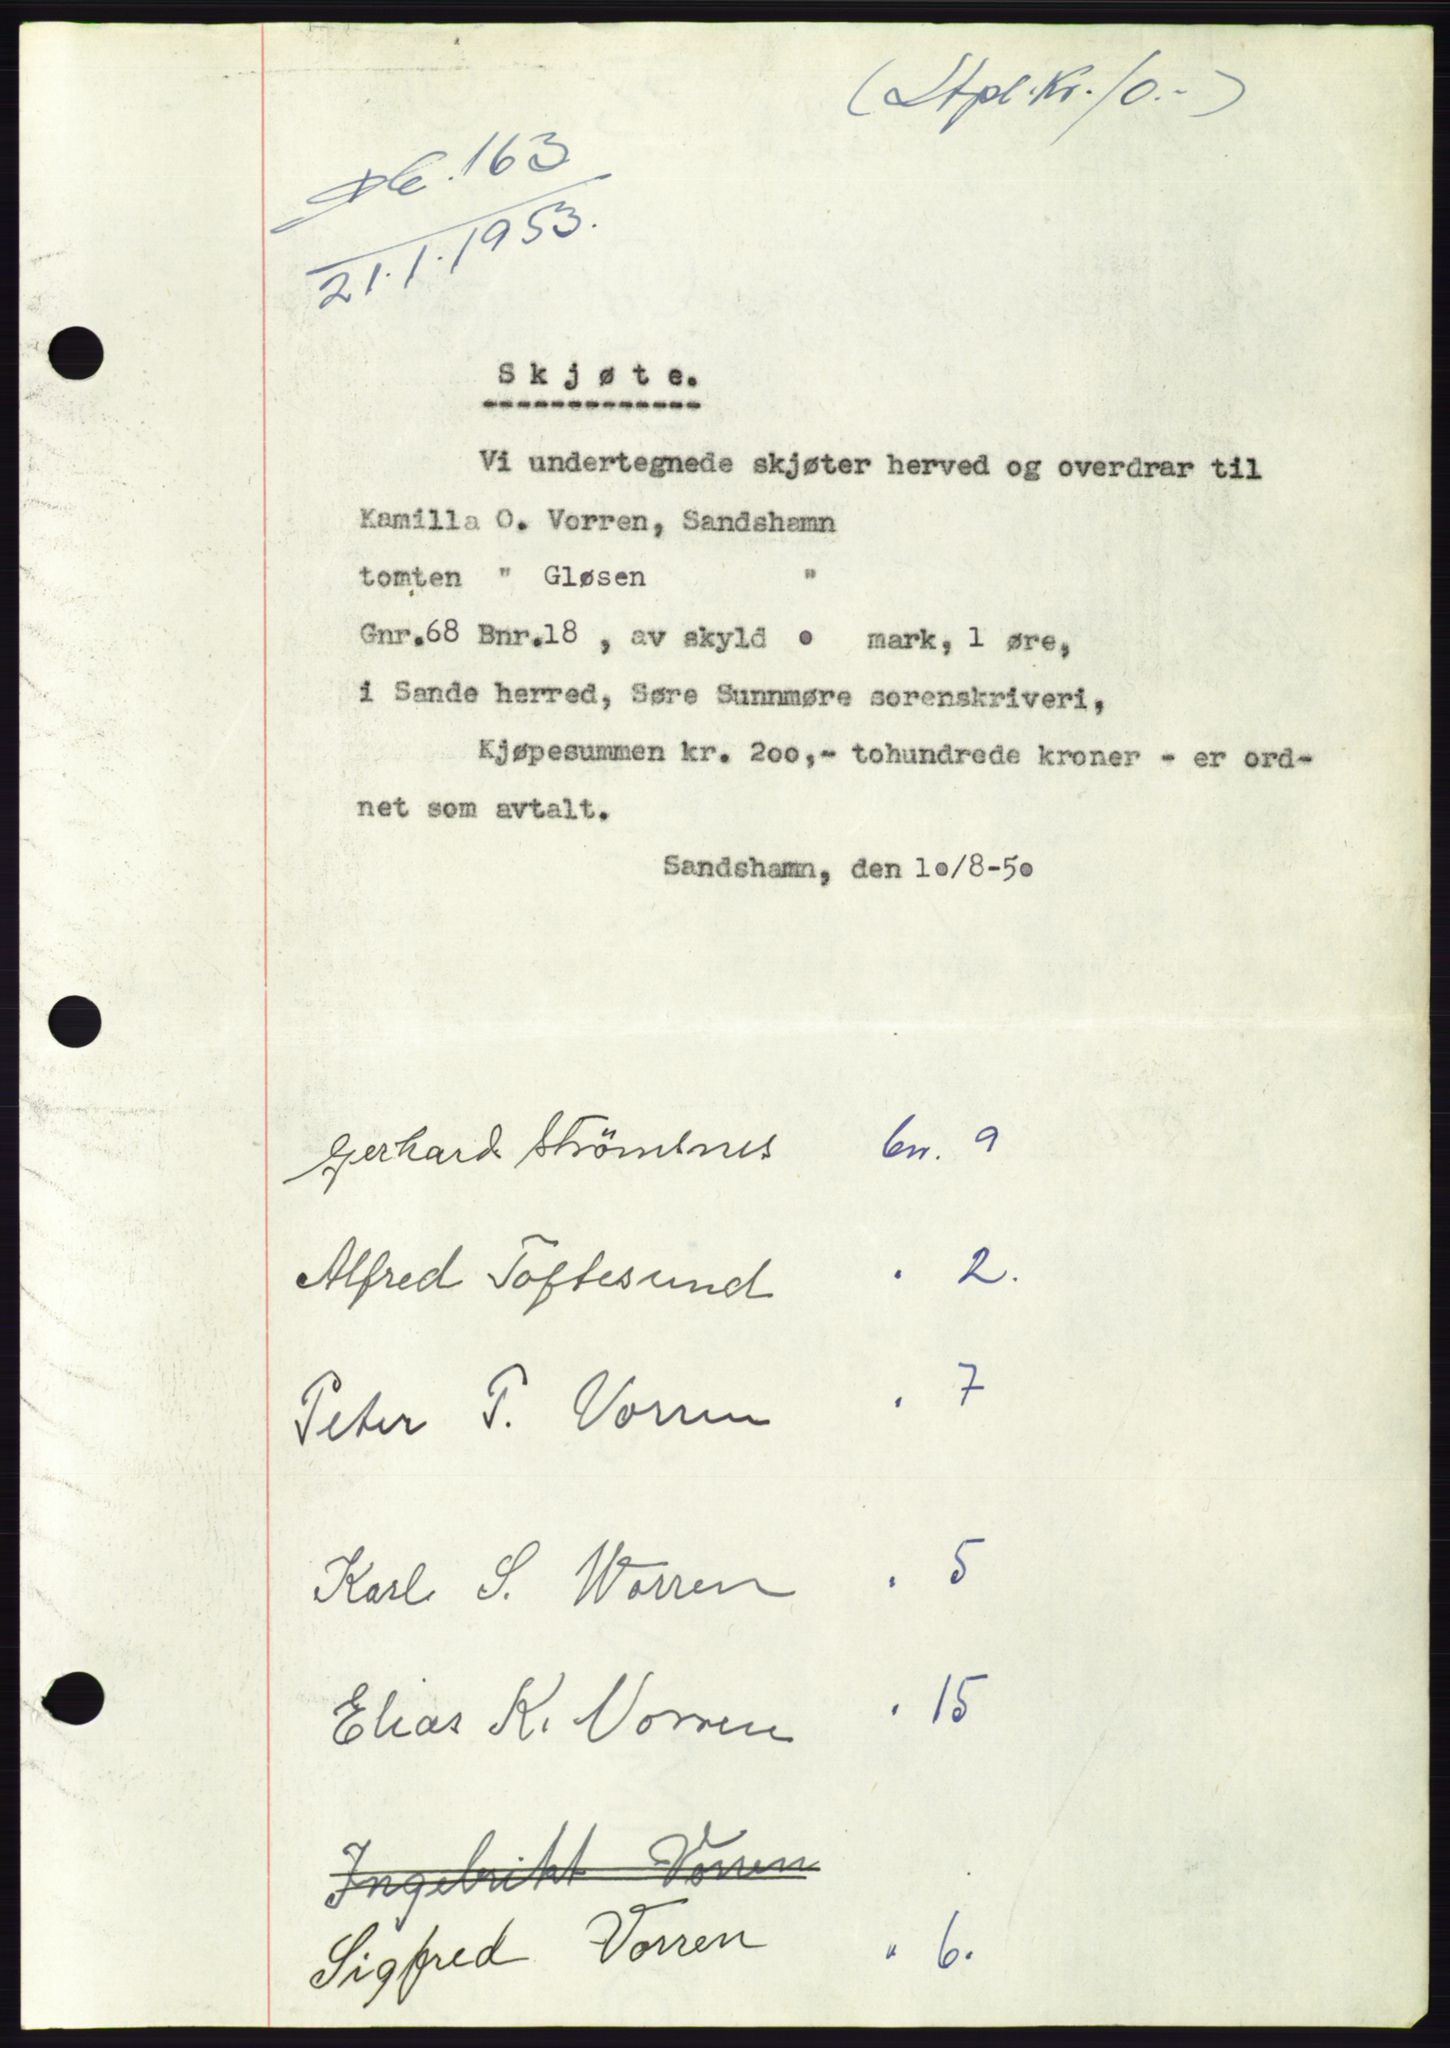 (Stpl. Kr. 10.-)
163
21.1.1953.
Skjøte.
-------------
Vi undertegnede skjøter herved og overdrar til
Kamilla O. Vorren, Sandshamn
tomten " Gløsen "
Gnr.68 Bnr.18 , av skyld o mark, 1 øre,
i Sande herred, Søre Sunnmøre sorenskriveri,
Kjøpesummen kr. 200,- tohundrede kroner - er ord-
net som avtalt.
Sandshamn, den 10/8-50
Gerhard Strömsnes bn. 9
Alfred Toftesund " 2.
Peter P. Vorren " 7
Karl S. Worren " 5
Elias K. Vorren " 15
Ingebrikt Vorren
Sigfred Vorren " 6.